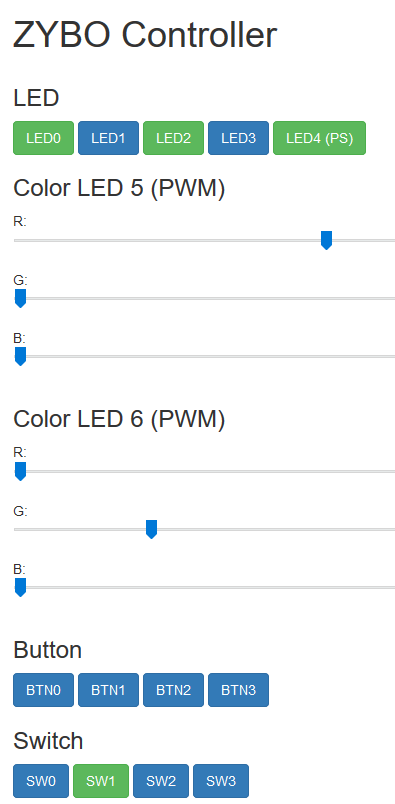 ZYBO Controller
LED
LED0 LED1 LED2 LED3 LED4 (PS)
Color LED 5 (PWM)
R:
G:
B:
Color LED 6 (PWM)
R:
G:
B:
Button
BTN0 BTN1 BTN2 BTN3
Switch
SW0 SW1 SW2 SW3